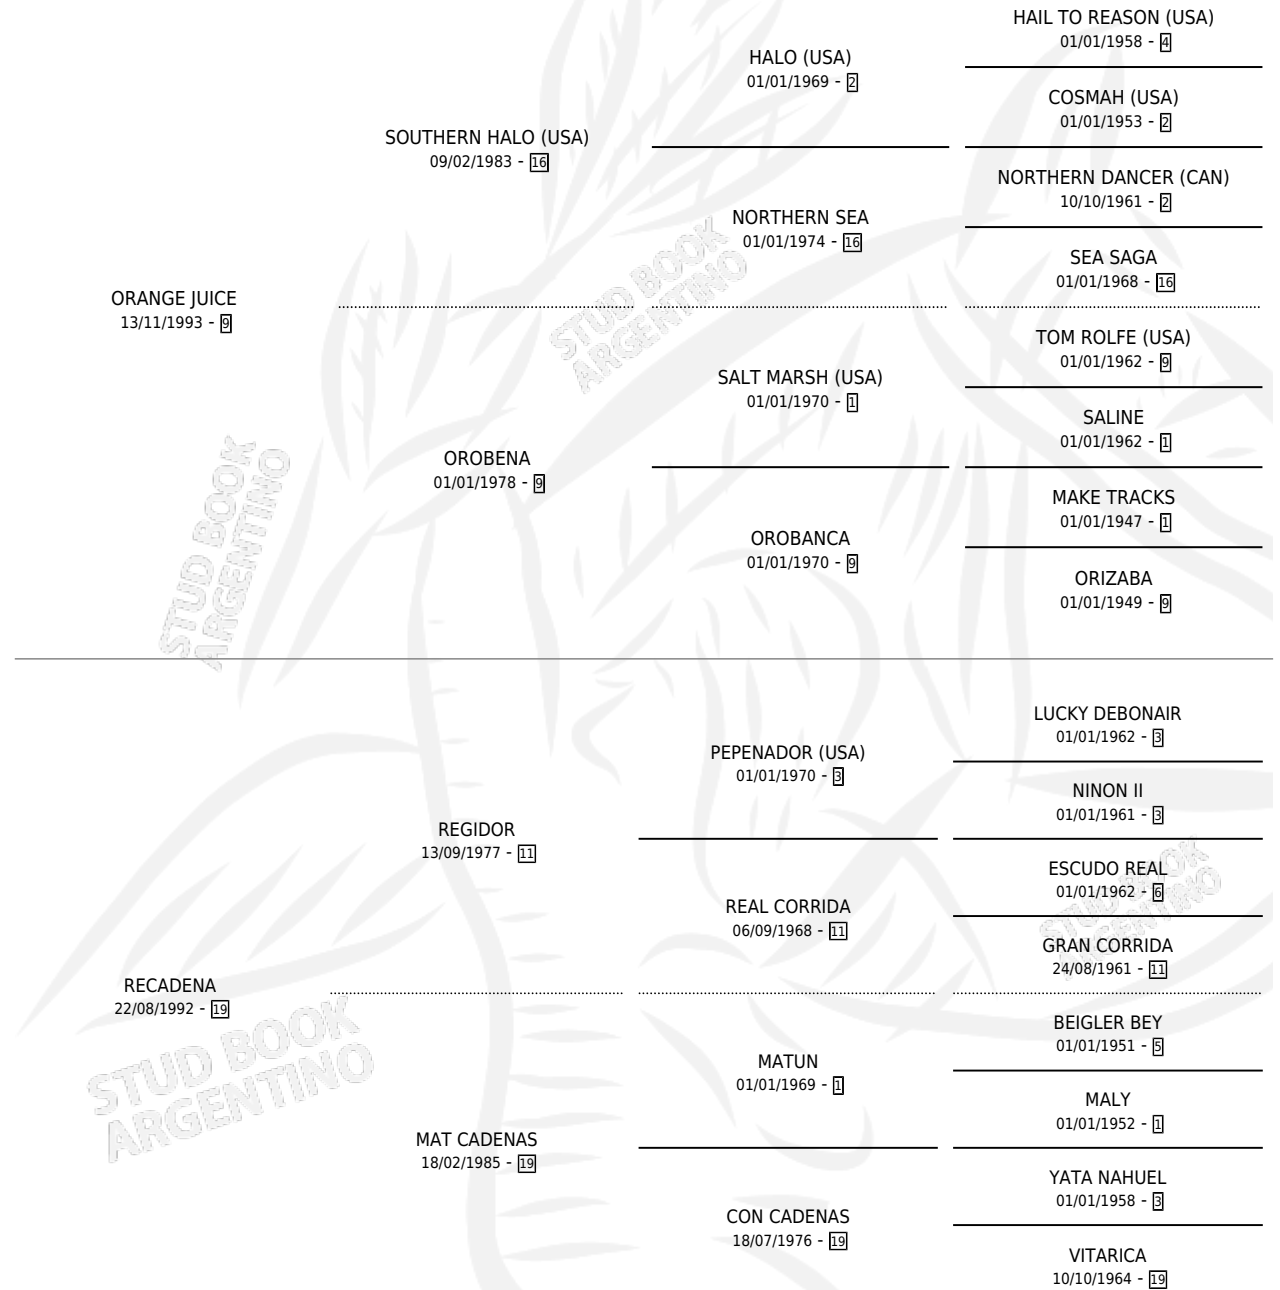 HAIL TO REASON (USA)
01/01/1958 - 4
HALO (USA)
01/01/1969 - 2
COSMAH (USA)
01/01/1953 - 2
SOUTHERN HALO (USA)
09/02/1983 - 16
NORTHERN DANCER (CAN)
10/10/1961 - 2
NORTHERN SEA
01/01/1974 - 16
SEA SAGA
01/01/1968 - 16
ORANGE JUICE
13/11/1993 - 9
STUD BOOK
ARGENTINO
TOM ROLFE (USA)
01/01/1962 - 9
SALT MARSH (USA)
01/01/1970 - 1
SALINE
01/01/1962 - 1
OROBENA
01/01/1978 - 9
MAKE TRACKS
01/01/1947 - 1
OROBANCA
01/01/1970 - 9
ORIZABA
01/01/1949 - 9
STUD BOOK
ARGENTINO
LUCKY DEBONAIR
01/01/1962 - 3
PEPENADOR (USA)
01/01/1970 - 3
NINON II
01/01/1961 - 3
REGIDOR
13/09/1977 - 11
ESCUDO REAL
01/01/1962 - 6
REAL CORRIDA
06/09/1968 - 11
STUD BOOK
ARGENTINO
GRAN CORRIDA
24/08/1961 - 11
RECADENA
22/08/1992 - 19
BEIGLER BEY
01/01/1951 - 5
STUD BOOK
ARGENTINO
MATUN
01/01/1969 - 1
MALY
01/01/1952 - 1
MAT CADENAS
18/02/1985 - 19
YATA NAHUEL
01/01/1958 - 3
CON CADENAS
18/07/1976 - 19
VITARICA
10/10/1964 - 19